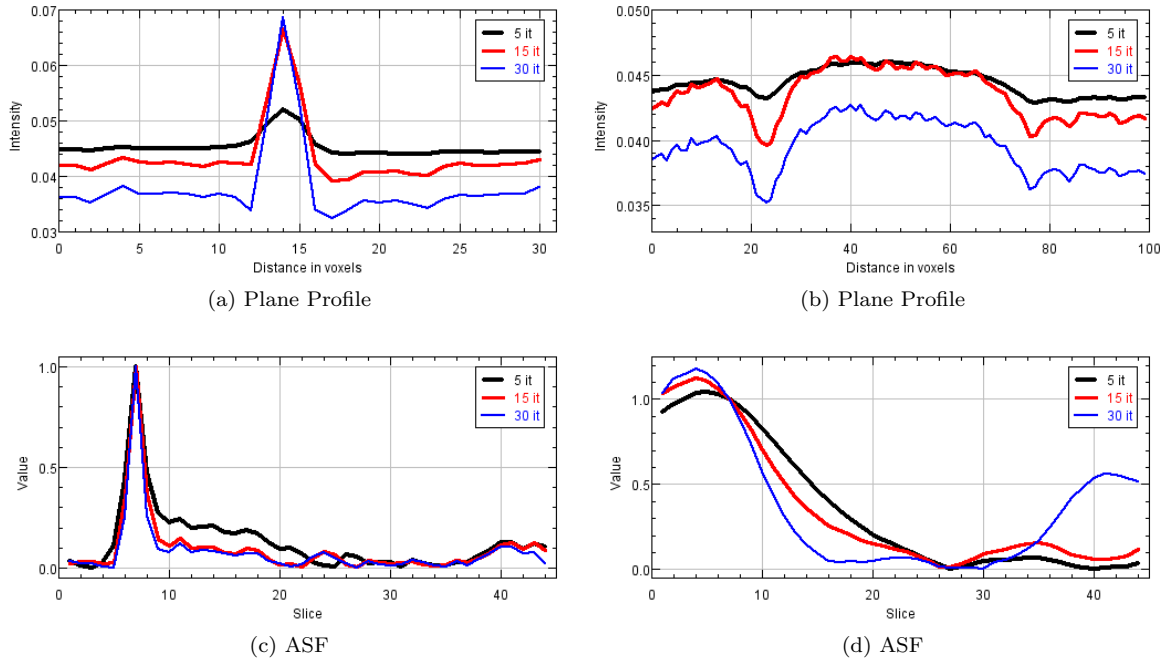 0.07
0.06
0.05
0.04
0.03
Intensity
0 5 10 15 20 25 30
Distance in voxels
5 it
15 it
30 it
(a) Plane Profile
0.050
0.045
0.040
0.035
Intensity
0 20 40 60 80 100
Distance in voxels
5 it
15 it
30 it
(b) Plane Profile
1.0
0.5
0.0
Value
10 20 30 40
Slice
5 it
15 it
30 it
(c) ASF
1.0
0.5
0.0
Value
10 20 30 40
Slice
5 it
15 it
30 it
(d) ASF